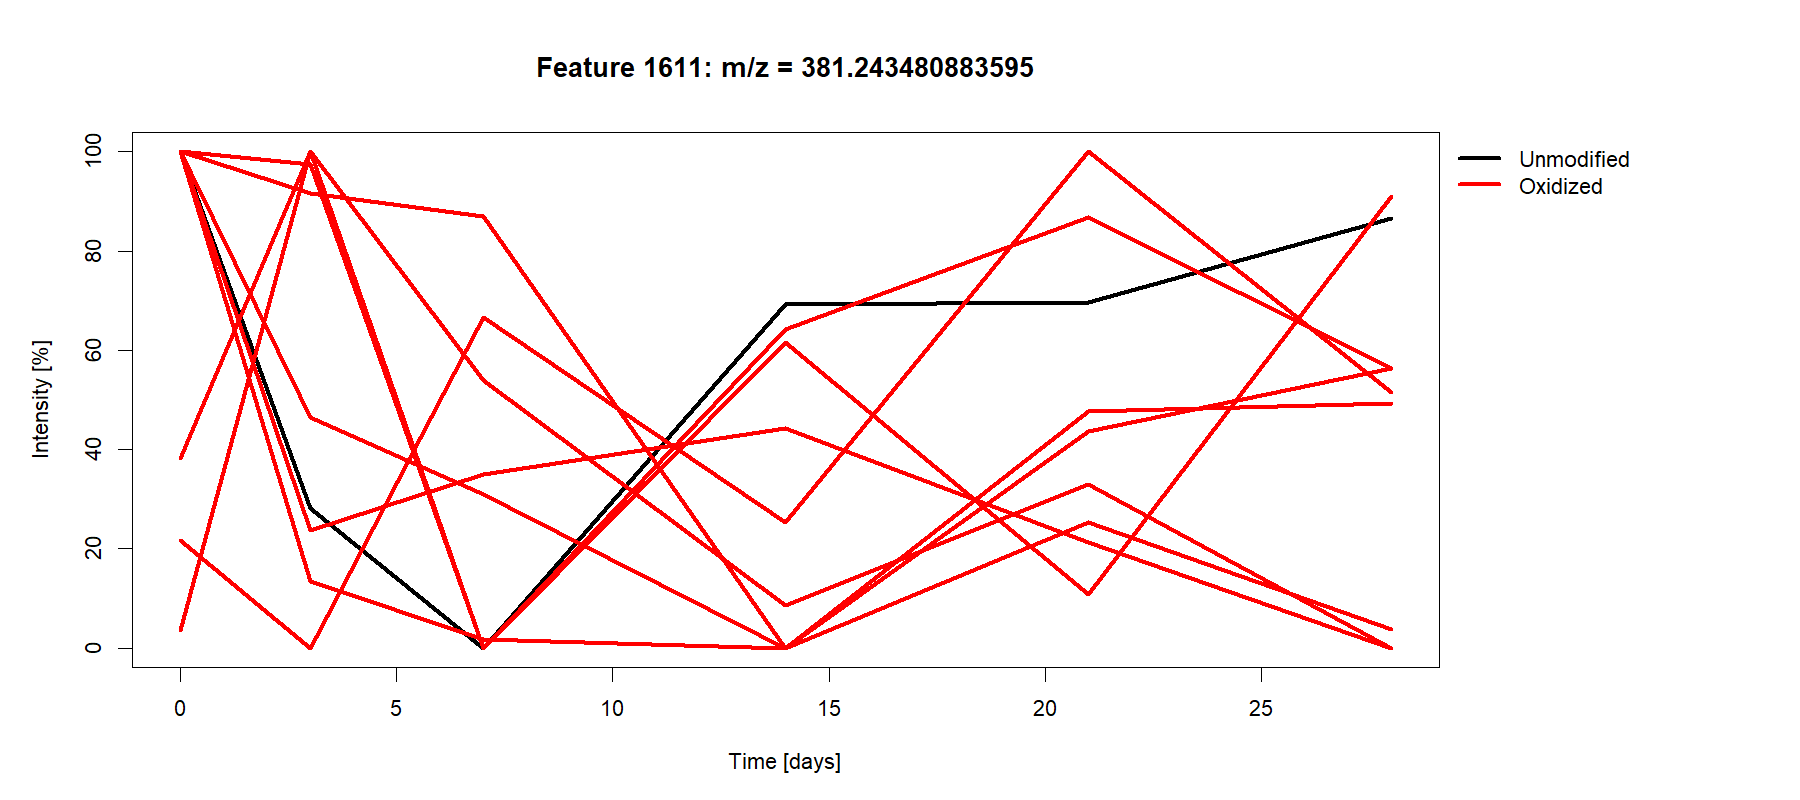 Feature 1611: m/z = 381.243480883595
Unmodified
Oxidized
Intensity [%]
100
80
60
40
20
0
0 5 10 15 20 25
Time [days]